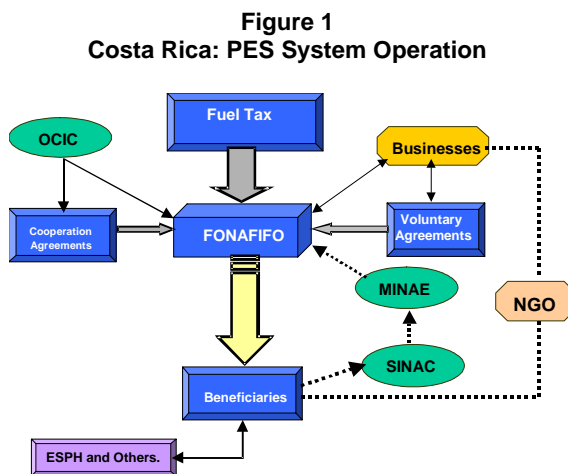 Figure 1
Costa Rica: PES System Operation
Fuel Tax
OCIC
Businesses
Cooperation
Agreements
FONAFIFO
Voluntary
Agreements
MINAE
NGO
SINAC
Beneficiaries
ESPH and Others.